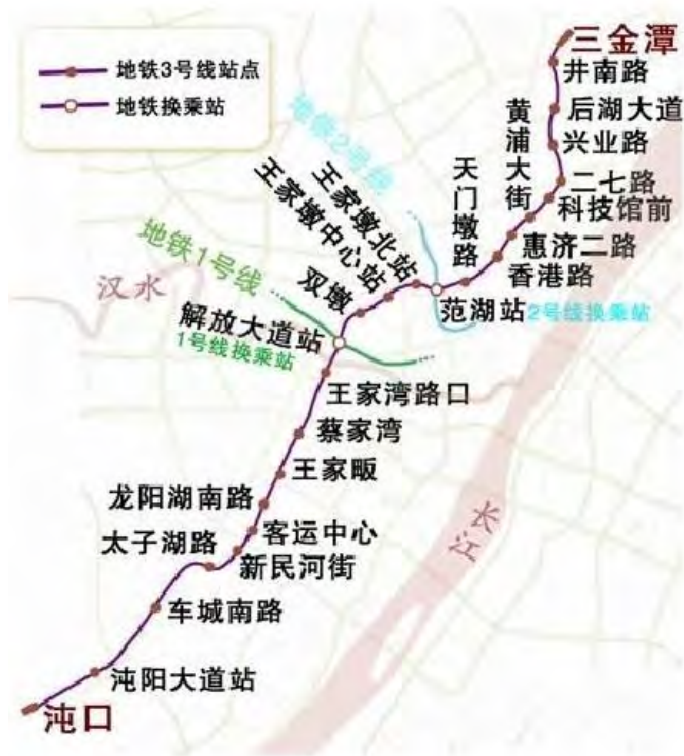 地铁3号线站点
地铁换乘站
三金潭
井南路
后湖大道
兴业路
黄浦大街
二七路
科技馆前
惠济二路
香港路
天门墩路
地铁2号线
范湖站
2号线换乘站
王家墩北站
王家墩中心站
双墩
地铁1号线
汉水
解放大道站
1号线换乘站
王家湾路口
蔡家湾
王家畈
龙阳湖南路
客运中心
太子湖路
新民河街
长江
车城南路
沌阳大道站
沌口